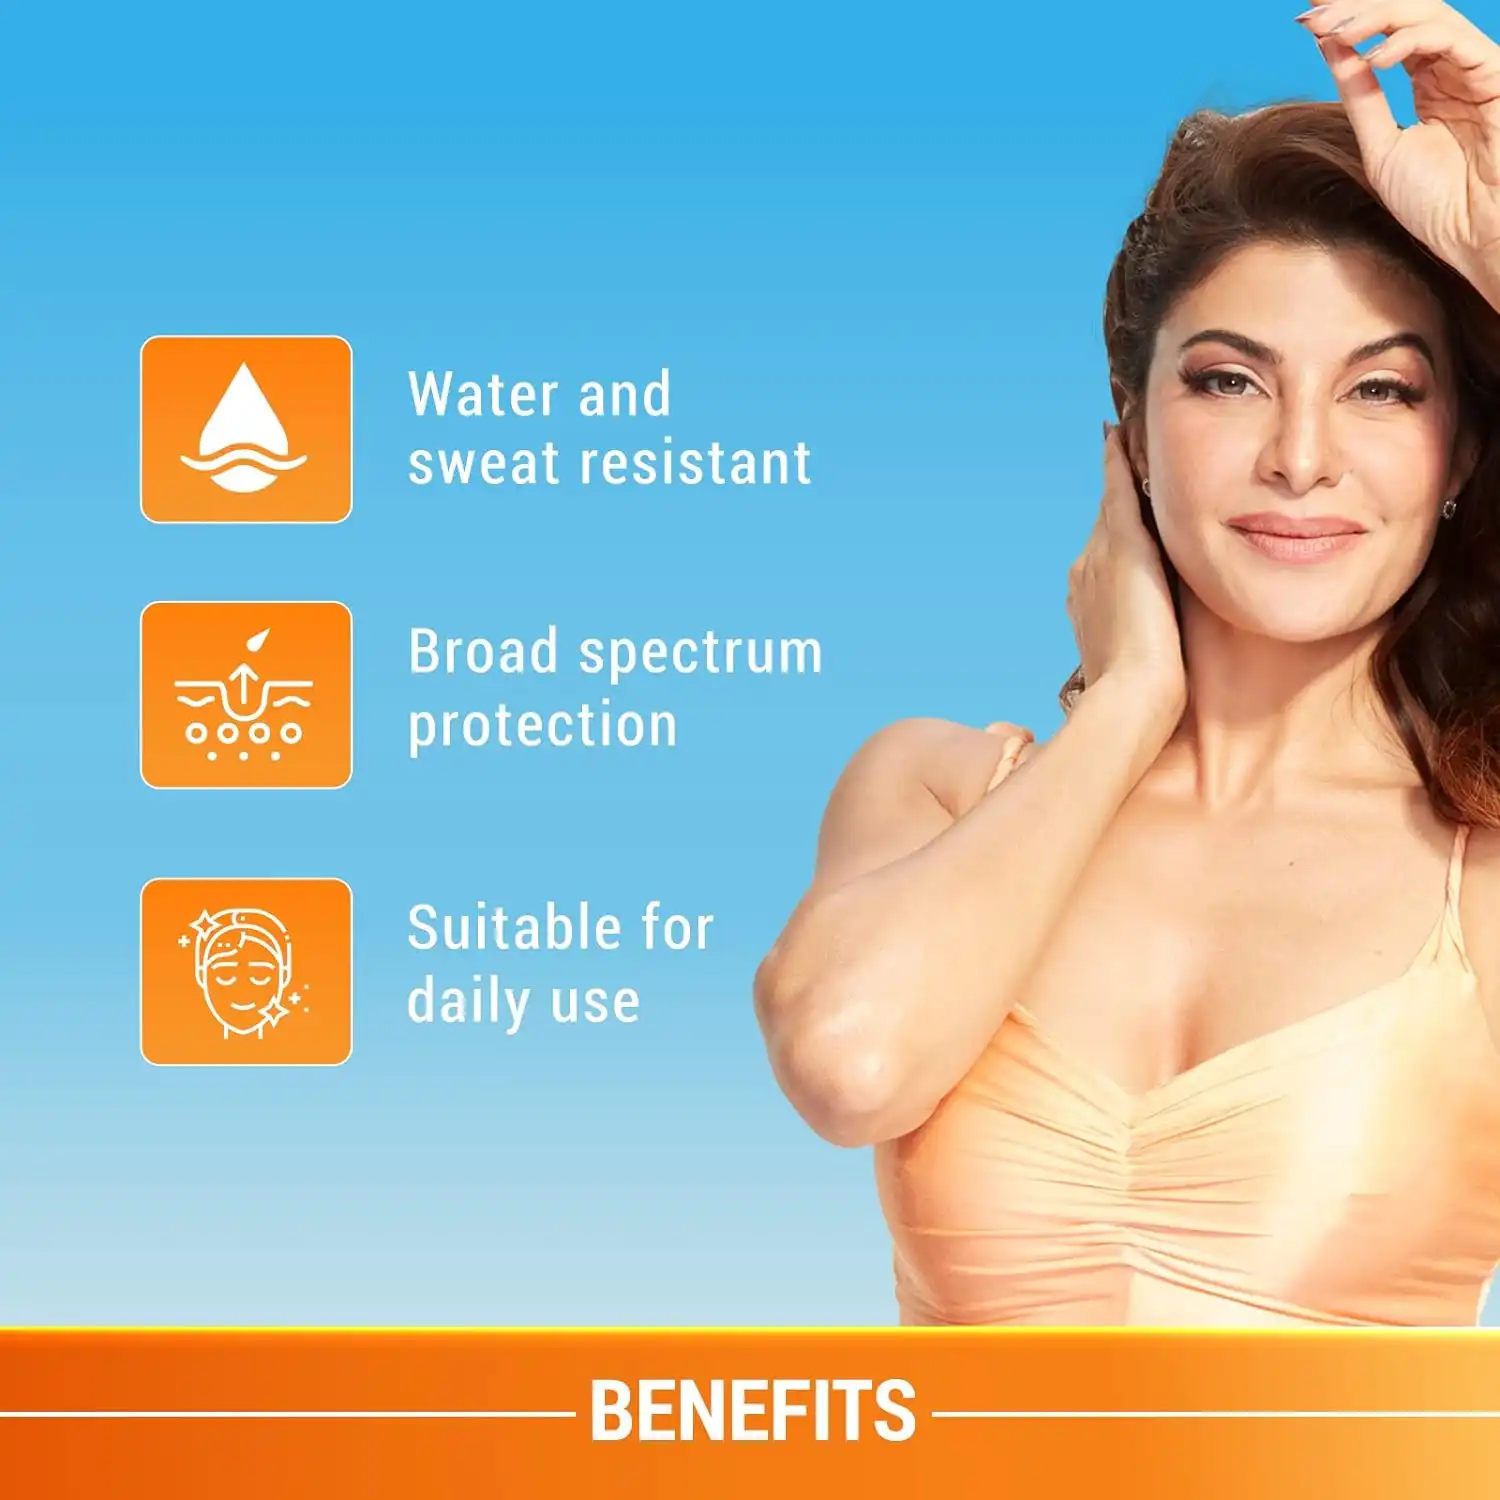 Water and
sweat resistant
Broad spectrum
protection
Suitable for
daily use
BENEFITS